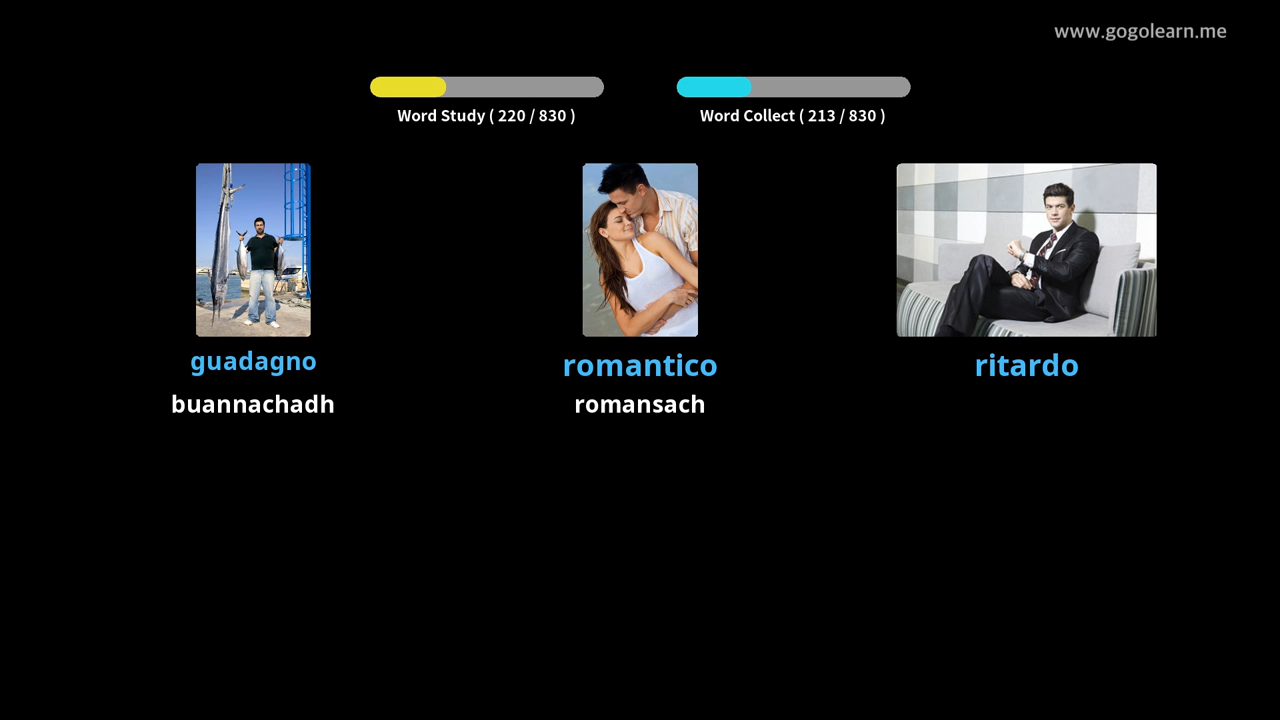 www.gogolearn.me
Word Study ( 220 / 830 )
Word Collect ( 213 / 830 )
guadagno
romantico
ritardo
buannachadh
romansach